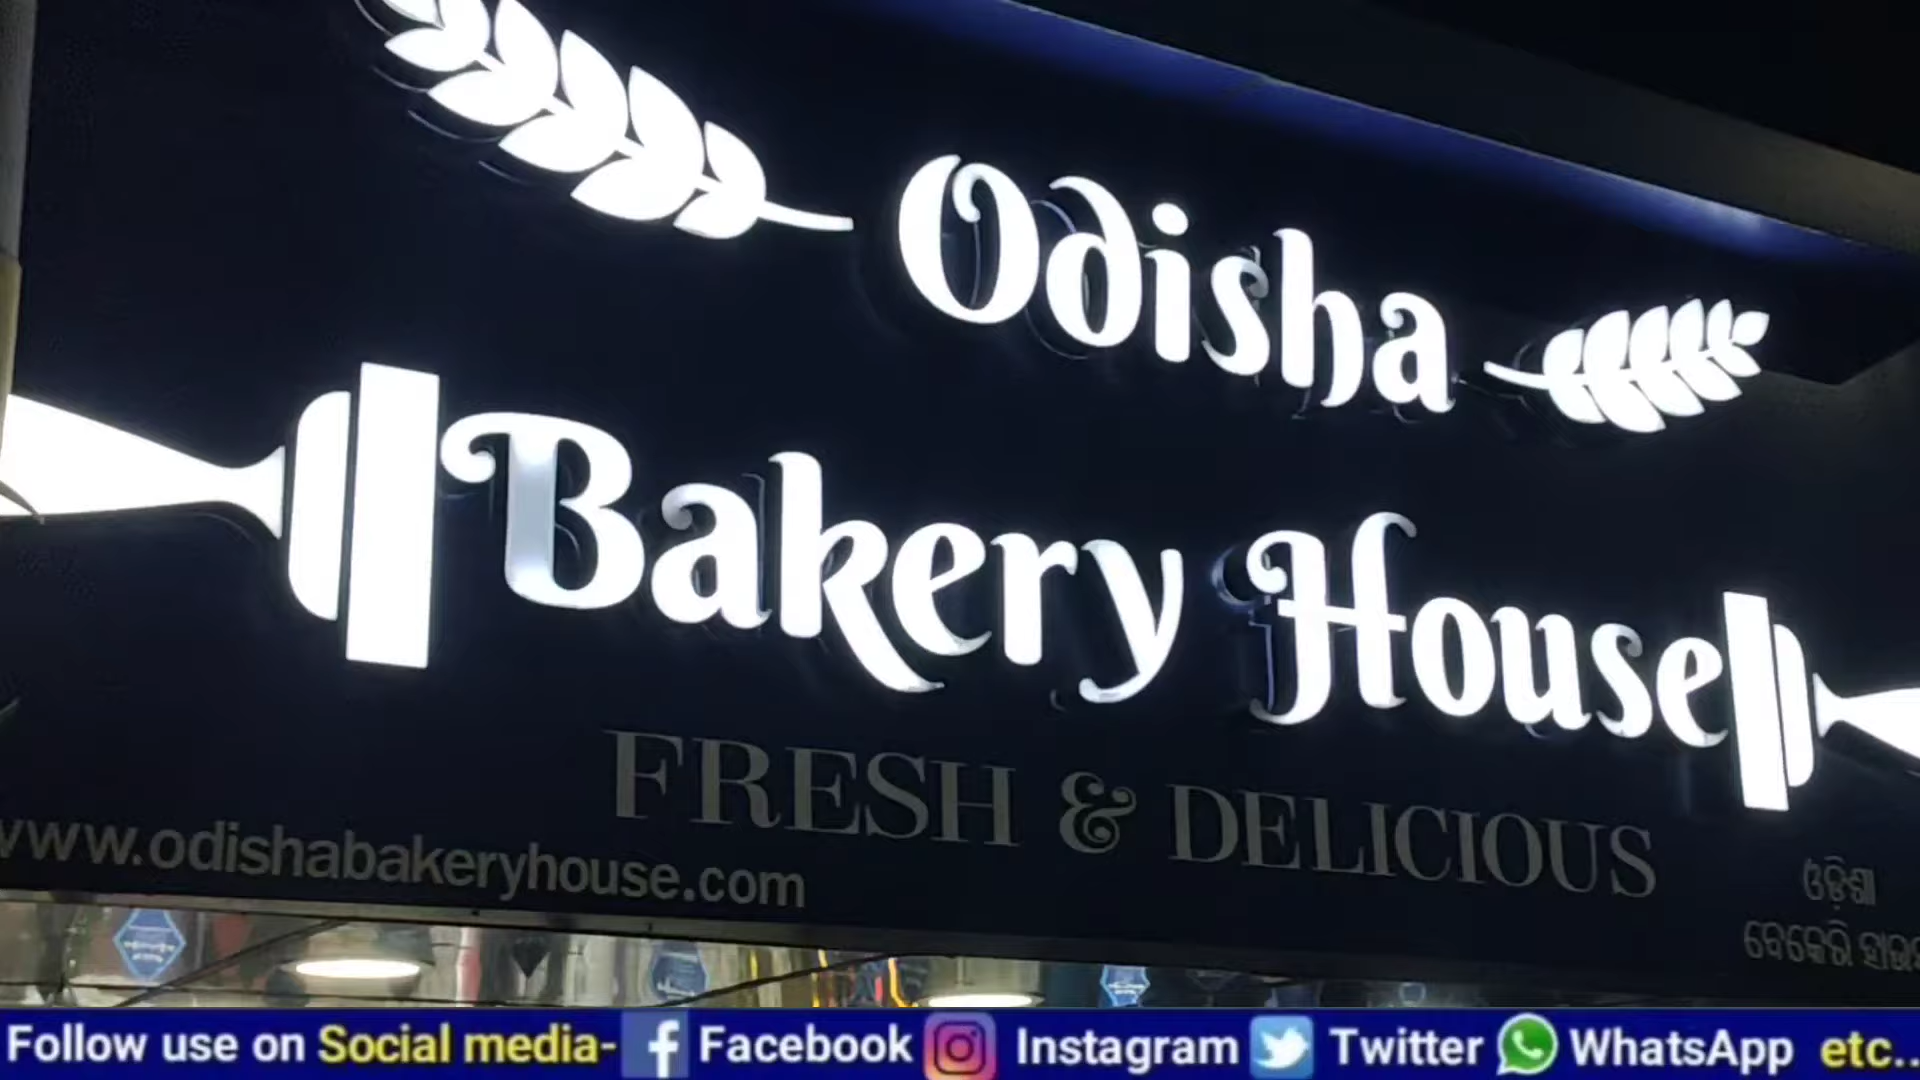 Odisha
Bakery House
FRESH & DELICIOUS
www.odishabakeryhouse.com
ଓଡ଼ିଶା
ବେକେରି ହାଉସ
Follow use on Social media- Facebook Instagram Twitter WhatsApp etc..